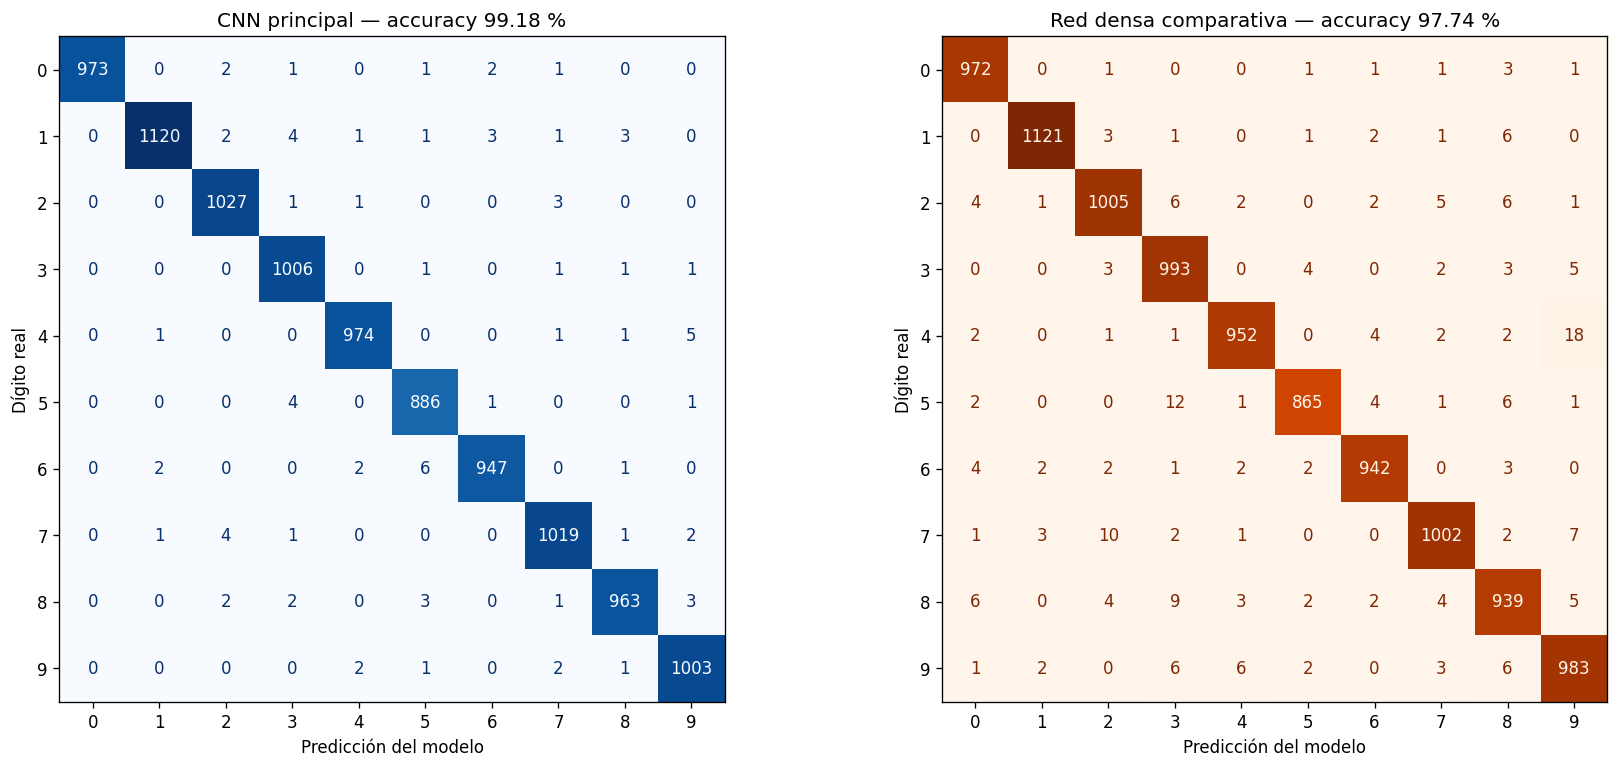 CNN principal — accuracy 99.18 %
0 973 0 2 1 0 1 2 1 0 0
1 0 1120 2 4 1 1 3 1 3 0
2 0 0 1027 1 1 0 0 3 0 0
3 0 0 0 1006 0 1 0 1 1 1
4 0 1 0 0 974 0 0 1 1 5
5 0 0 0 4 0 886 1 0 0 1
6 0 2 0 0 2 6 947 0 1 0
7 0 1 4 1 0 0 0 1019 1 2
8 0 0 2 2 0 3 0 1 963 3
9 0 0 0 0 2 1 0 2 1 1003
0 1 2 3 4 5 6 7 8 9
Dígito real
Predicción del modelo
Red densa comparativa — accuracy 97.74 %
0 972 0 1 0 0 1 1 1 3 1
1 0 1121 3 1 0 1 2 1 6 0
2 4 1 1005 6 2 0 2 5 6 1
3 0 0 3 993 0 4 0 2 3 5
4 2 0 1 1 952 0 4 2 2 18
5 2 0 0 12 1 865 4 1 6 1
6 4 2 2 1 2 2 942 0 3 0
7 1 3 10 2 1 0 0 1002 2 7
8 6 0 4 9 3 2 2 4 939 5
9 1 2 0 6 6 2 0 3 6 983
0 1 2 3 4 5 6 7 8 9
Dígito real
Predicción del modelo